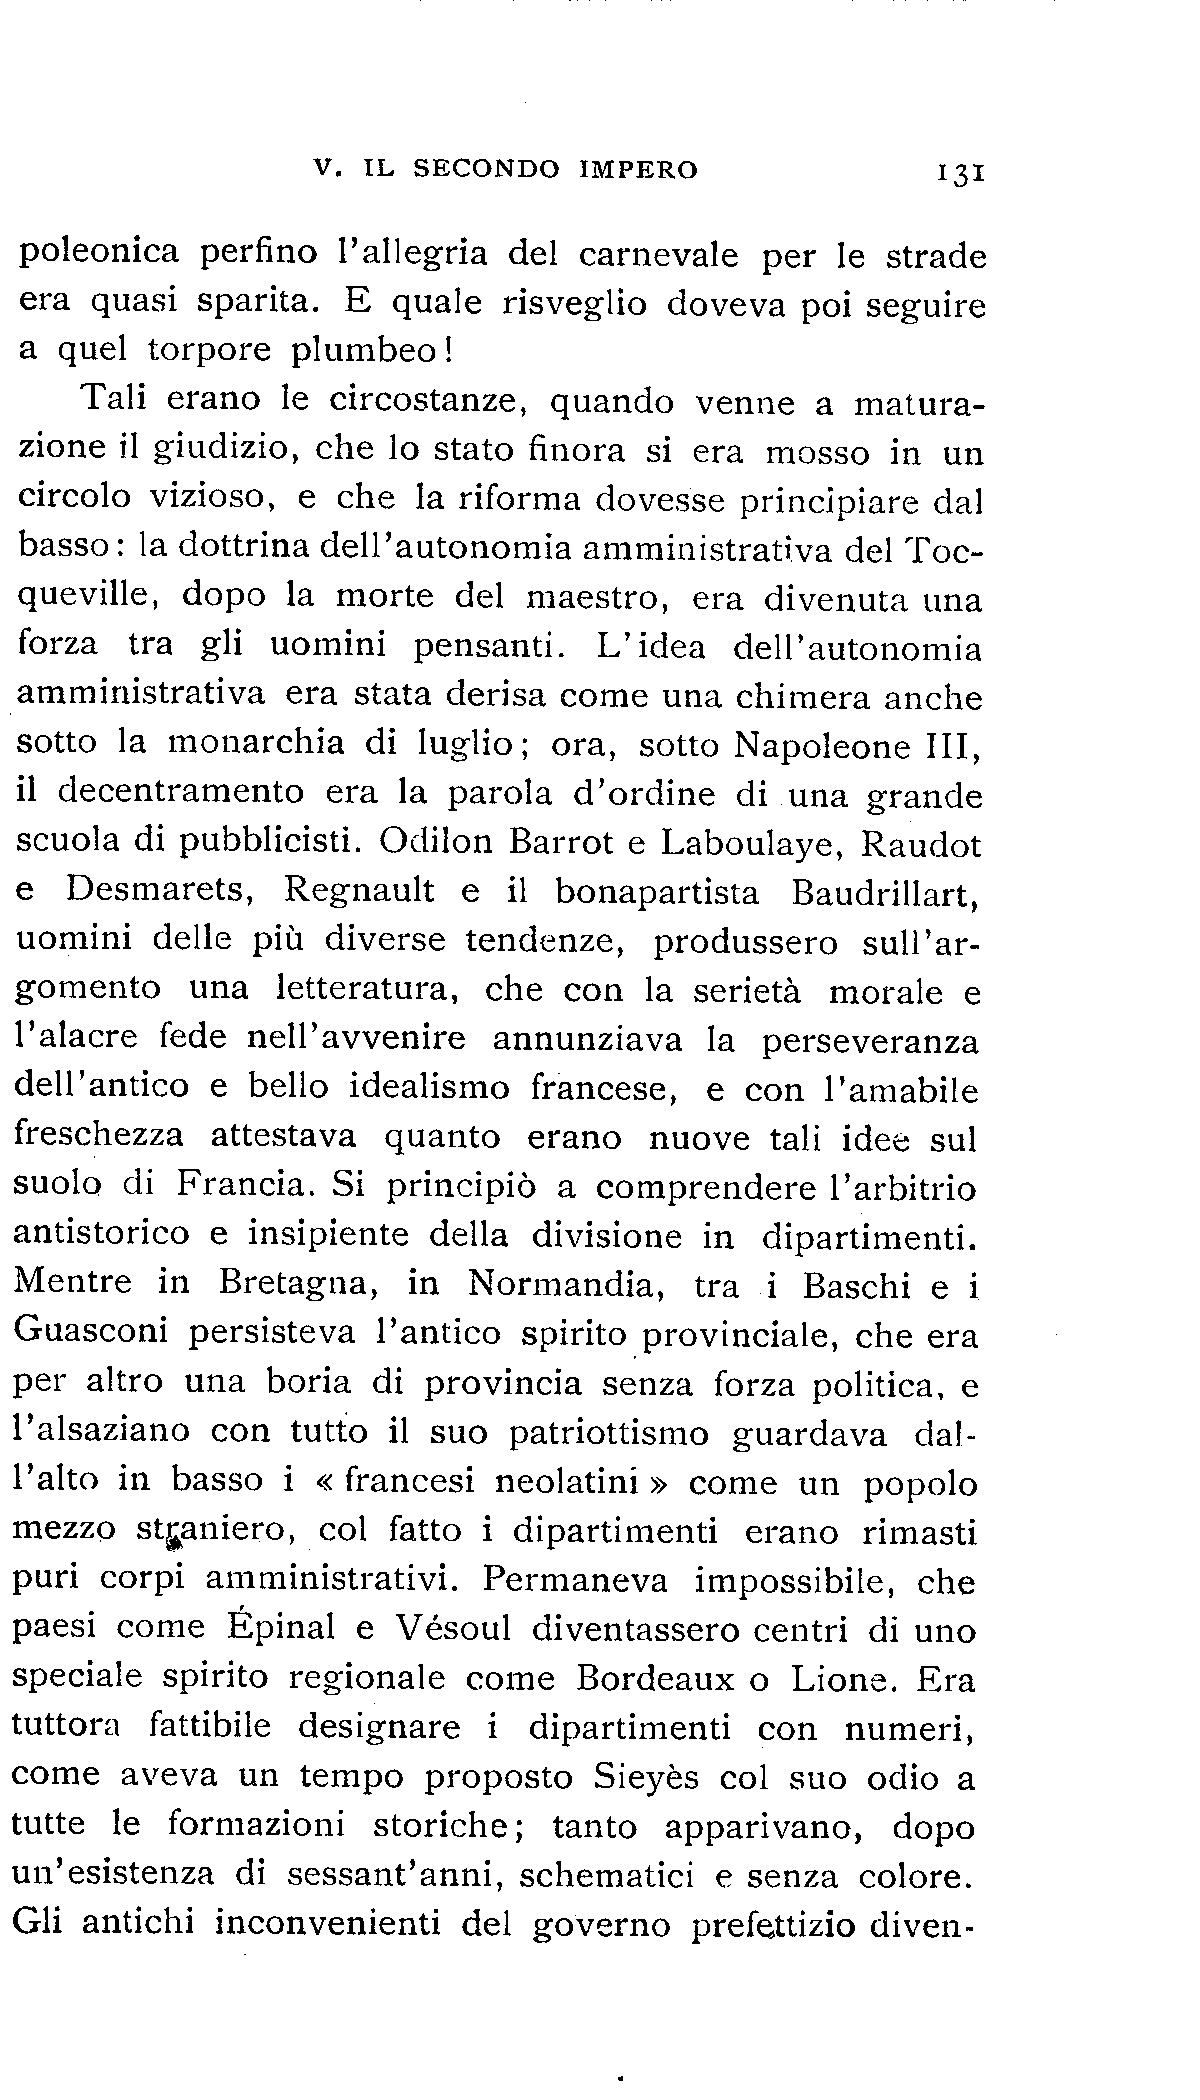 V. IL SECONDO IMPERO 131
poleonica perfino l'allegria del carnevale per le strade
era quasi sparita. E quale risveglio doveva poi seguire
a quel torpore plumbeo!
Tali erano le circostanze, quando venne a matura-
zione il giudizio, che lo stato finora si era mosso in un
circolo vizioso, e che la riforma dovesse principiare dal
basso: la dottrina dell'autonomia amministrativa del Toc-
queville, dopo la morte del maestro, era divenuta una
forza tra gli uomini pensanti. L'idea dell'autonomia
amministrativa era stata derisa come una chimera anche
sotto la monarchia di luglio; ora, sotto Napoleone III,
il decentramento era la parola d'ordine di una grande
scuola di pubblicisti. Odilon Barrot e Laboulaye, Raudot
e Desmarets, Regnault e il bonapartista Baudrillart,
uomini delle più diverse tendenze, produssero sull'ar-
gomento una letteratura, che con la serietà morale e
l'alacre fede nell'avvenire annunziava la perseveranza
dell'antico e bello idealismo francese, e con l'amabile
freschezza attestava quanto erano nuove tali idee sul
suolo di Francia. Si principiò a comprendere l'arbitrio
antistorico e insipiente della divisione in dipartimenti.
Mentre in Bretagna, in Normandia, tra i Baschi e i
Guasconi persisteva l'antico spirito provinciale, che era
per altro una boria di provincia senza forza politica, e
l'alsaziano con tutto il suo patriottismo guardava dal-
l'alto in basso i « francesi neolatini » come un popolo
mezzo straniero, col fatto i dipartimenti erano rimasti
puri corpi amministrativi. Permaneva impossibile, che
paesi come Épinal e Vésoul diventassero centri di uno
speciale spirito regionale come Bordeaux o Lione. Era
tuttora fattibile designare i dipartimenti con numeri,
come aveva un tempo proposto Sieyès col suo odio a
tutte le formazioni storiche; tanto apparivano, dopo
un'esistenza di sessant'anni, schematici e senza colore.
Gli antichi inconvenienti del governo prefettizio diven-